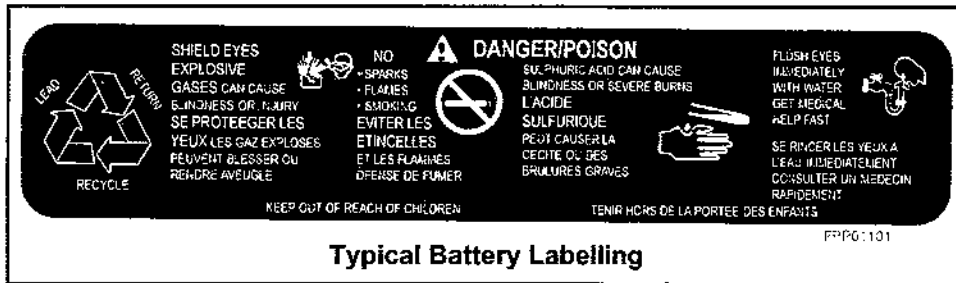 LEAD
RETURN
RECYCLE
SHIELD EYES
EXPLOSIVE
GASES CAN CAUSE
BLINDNESS OR INJURY
SE PROTEEGER LES
YEUX LES GAZ EXPLOSES
PEUVENT BLESSER OU
RENDRE AVEUGLE
NO
• SPARKS
• FLAMES
• SMOKING
EVITER LES
ETINCELLES
ET LES FLAMMES
DFENSE DE FUMER
DANGER/POISON
SULPHURIC ACID CAN CAUSE
BLINDNESS OR SEVERE BURNS
L'ACIDE
SULFURIQUE
PEUT CAUSER LA
CECITE OU DES
BRULURES GRAVES
FLUSH EYES
IMMEDIATELY
WITH WATER
GET MEDICAL
HELP FAST
SE RINCER LES YEUX A
L'EAU IMMEDIATEMENT
CONSULTER UN MEDECIN
RAPIDEMENT
KEEP OUT OF REACH OF CHILDREN
TENIR HORS DE LA PORTEE DES ENFANTS
Typical Battery Labelling